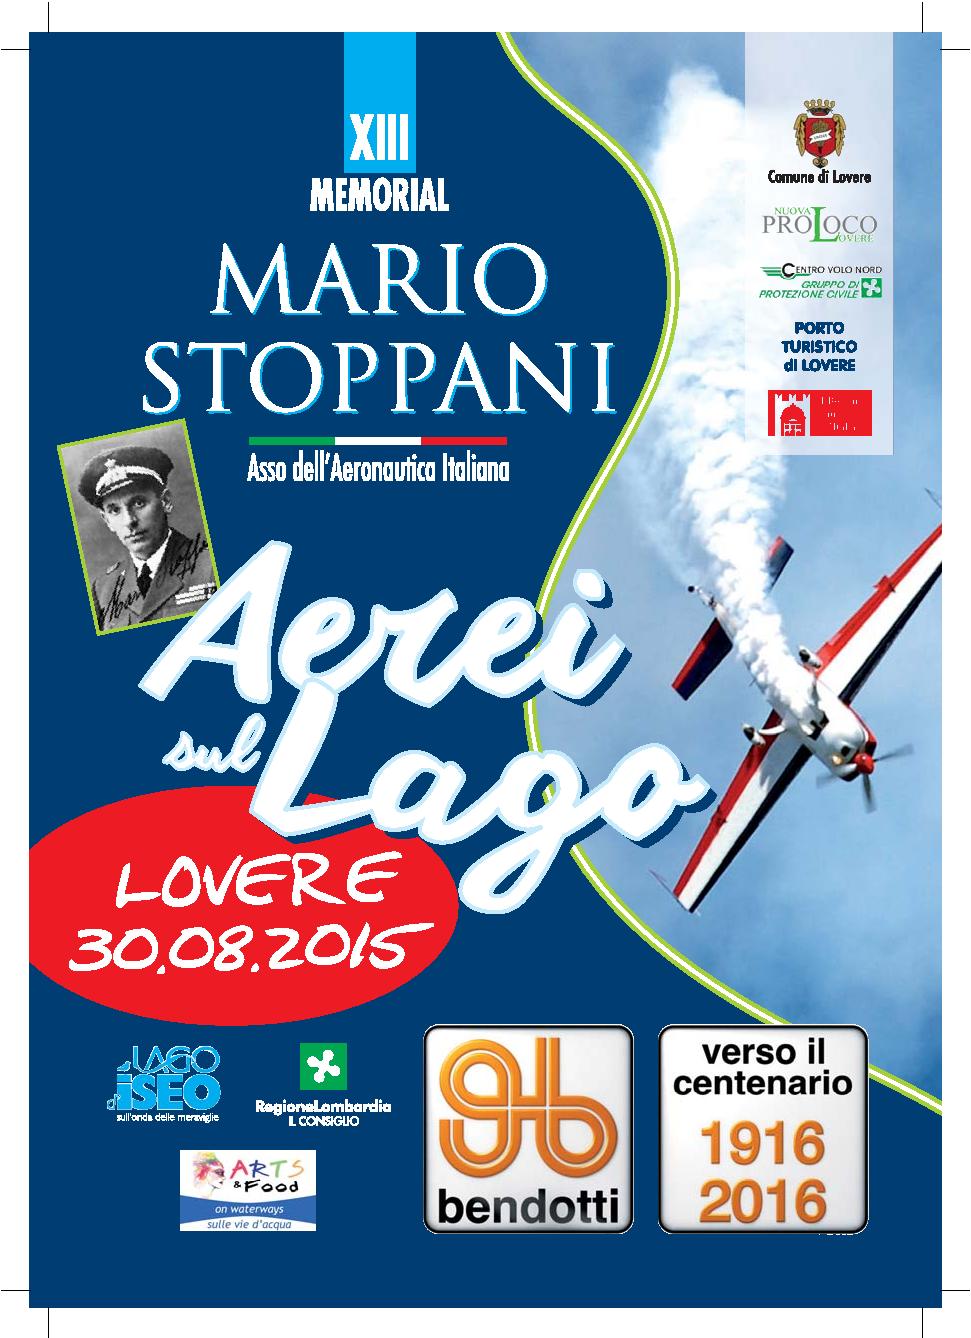 XIII
MEMORIAL
MARIO
STOPPANI
Asso dell'Aeronautica Italiana
Comune di Lovere
NUOVA
PROLOCO
LOVERE
CENTRO VOLO NORD
GRUPPO DI
PROTEZIONE CIVILE
PORTO
TURISTICO
di LOVERE
Aerei
sul
Lago
LOVERE
30.08.2015
il LAGO
d'iSEO
sull'onda delle meraviglie
RegioneLombardia
IL CONSIGLIO
ARTS
& Food
on waterways
sulle vie d'acqua
bendotti
verso il
centenario
1916
2016